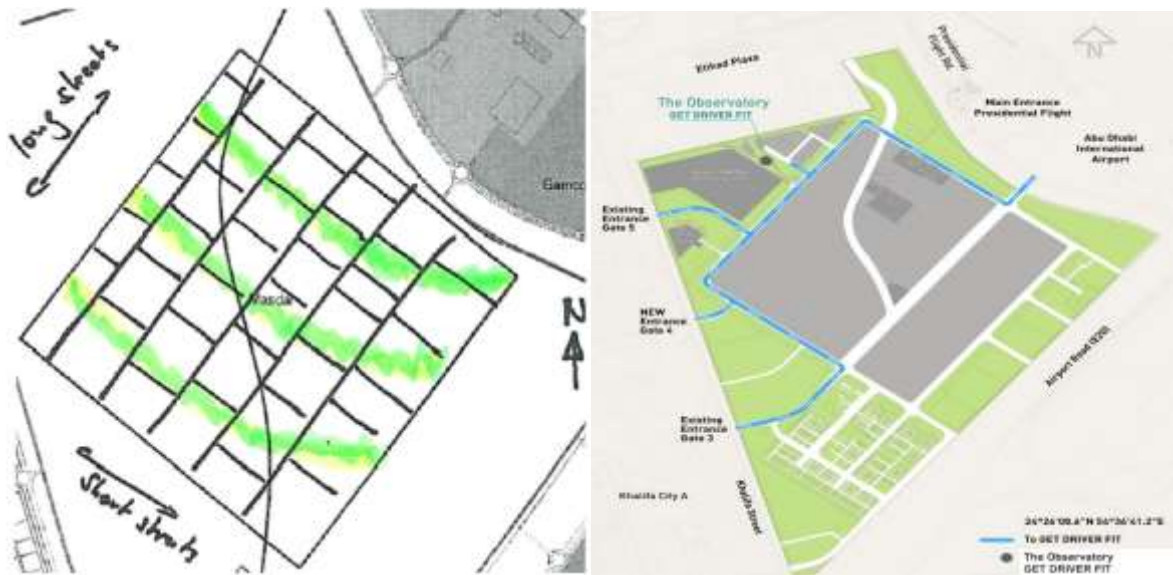 long streets
Gamco
Masdar
N
Short streets
Etihad Plaza
Presidential
Flight Rd.
N
The Observatory
GET DRIVER FIT
Main Entrance
Presidential Flight
Abu Dhabi
International
Airport
Existing
Entrance
Gate 5
NEW
Entrance
Gate 4
Existing
Entrance
Gate 3
Airport Road (E20)
Khalifa City A
Khalifa Street
To GET DRIVER FIT
The Observatory
GET DRIVER FIT